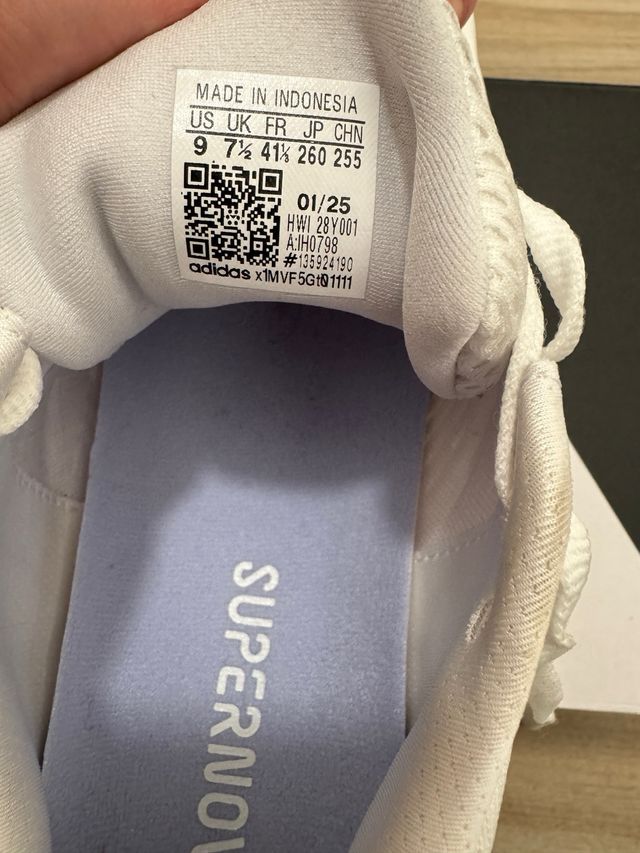 MADE IN INDONESIA
US UK FR JP CHN
9 7½ 41⅓ 260 255
01/25
HWI 28Y001
A:IH0798
#135924190
adidas x1MVF5Gt01111
SUPERNOV